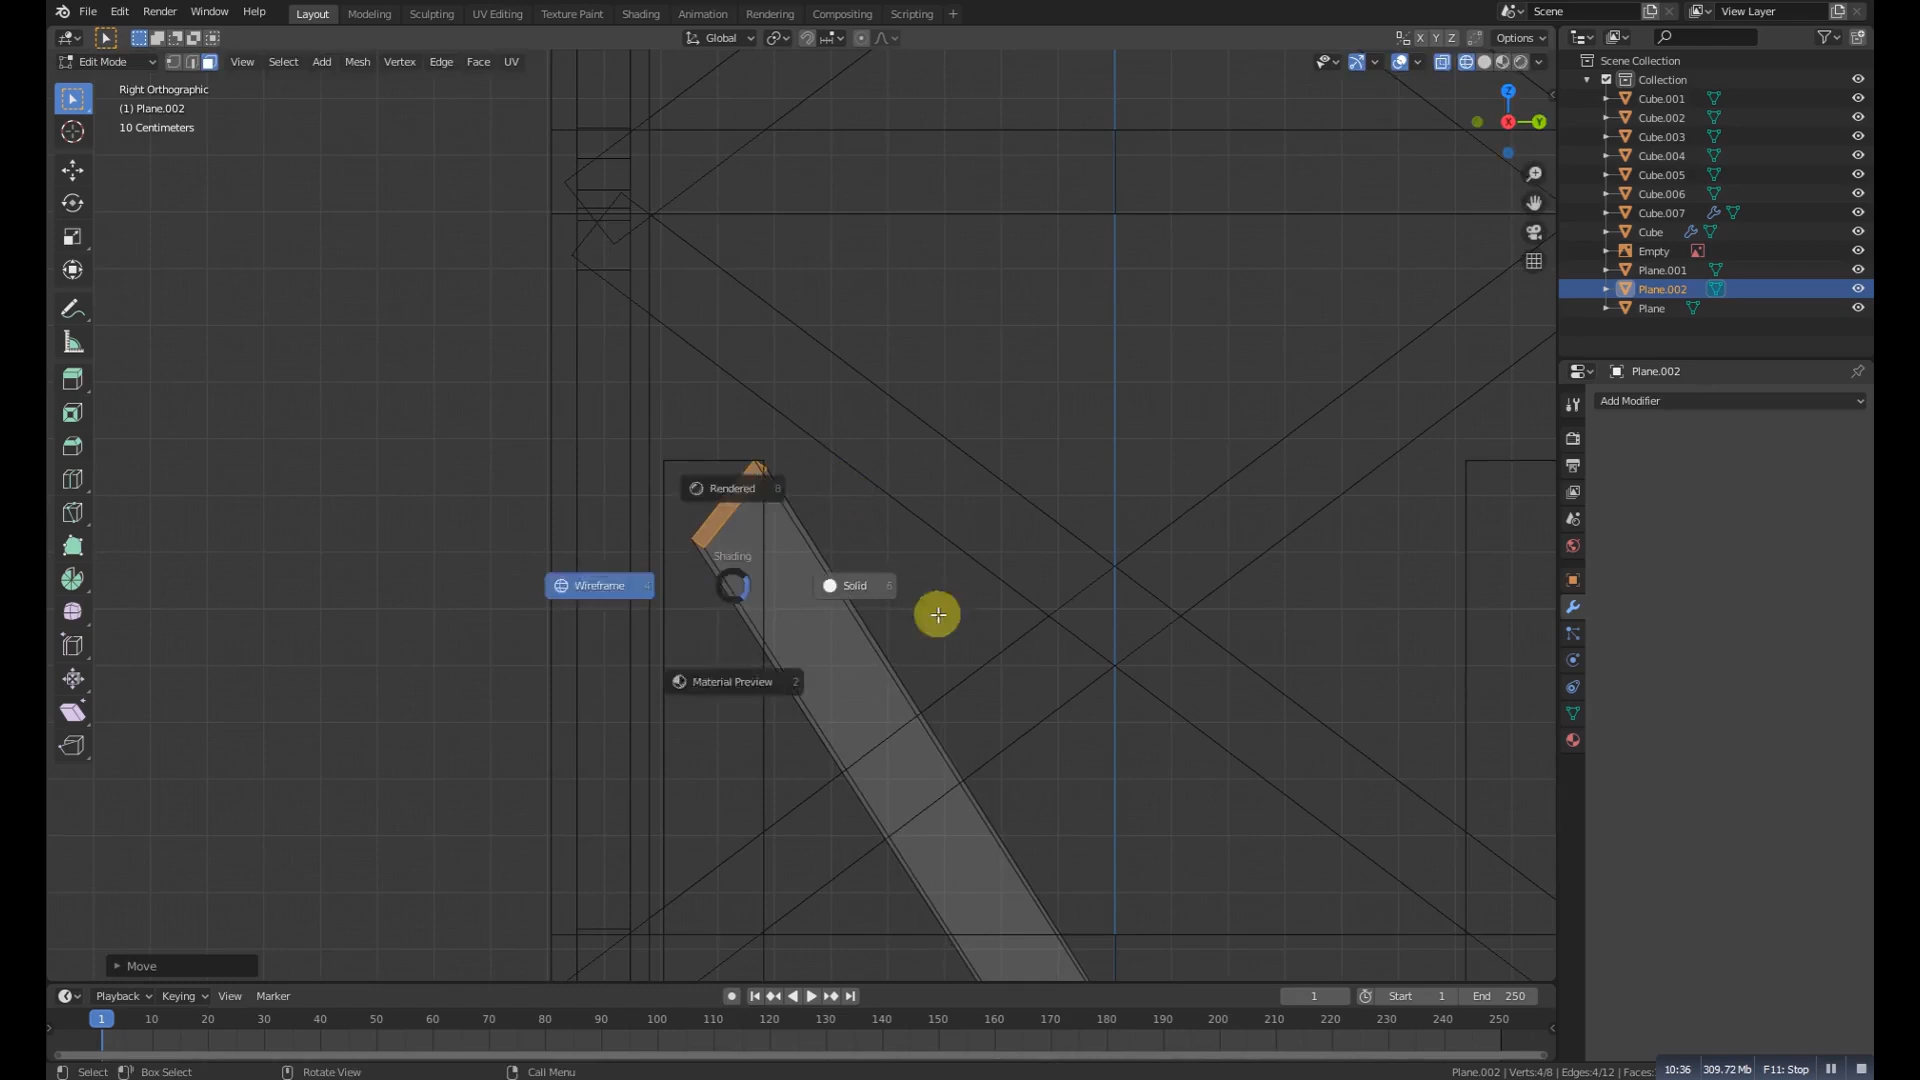 File Edit Render Window Help Layout Modeling Sculpting UV Editing Texture Paint Shading Animation Rendering Compositing Scripting + Scene View Layer
Global X Y Z Options
Edit Mode View Select Add Mesh Vertex Edge Face UV
Scene Collection
Collection
Cube.001
Cube.002
Cube.003
Cube.004
Cube.005
Cube.006
Cube.007
Cube
Empty
Plane.001
Plane.002
Plane
Right Orthographic
(1) Plane.002
10 Centimeters
Z
X
Y
Plane.002
Add Modifier
Rendered 8
Shading
Wireframe 4
Solid 6
Material Preview 2
Move
Playback Keying View Marker 1 Start 1 End 250
1 10 20 30 40 50 60 70 80 90 100 110 120 130 140 150 160 170 180 190 200 210 220 230 240 250
Select Box Select Rotate View Call Menu Plane.002 | Verts:4/8 | Edges:4/12 | Faces: 10:36 309.72 Mb F11: Stop